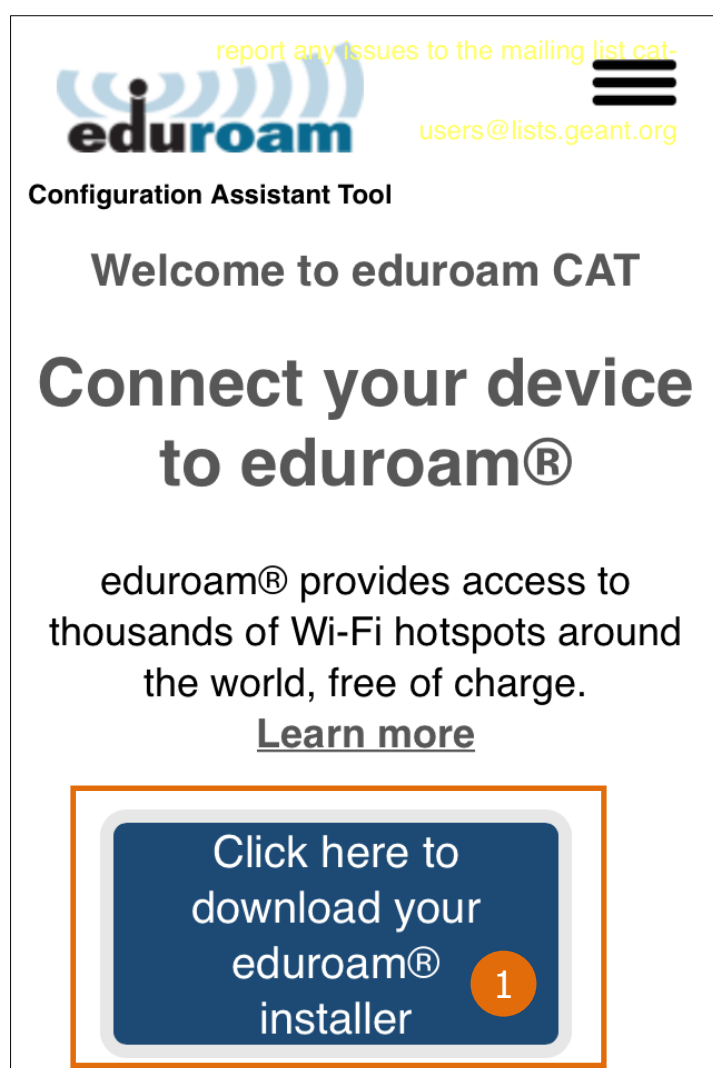 report any issues to the mailing list cat-
users@lists.geant.org
eduroam
Configuration Assistant Tool
Welcome to eduroam CAT
Connect your device
to eduroam®
eduroam® provides access to
thousands of Wi-Fi hotspots around
the world, free of charge.
Learn more
Click here to
download your
eduroam®
installer
1